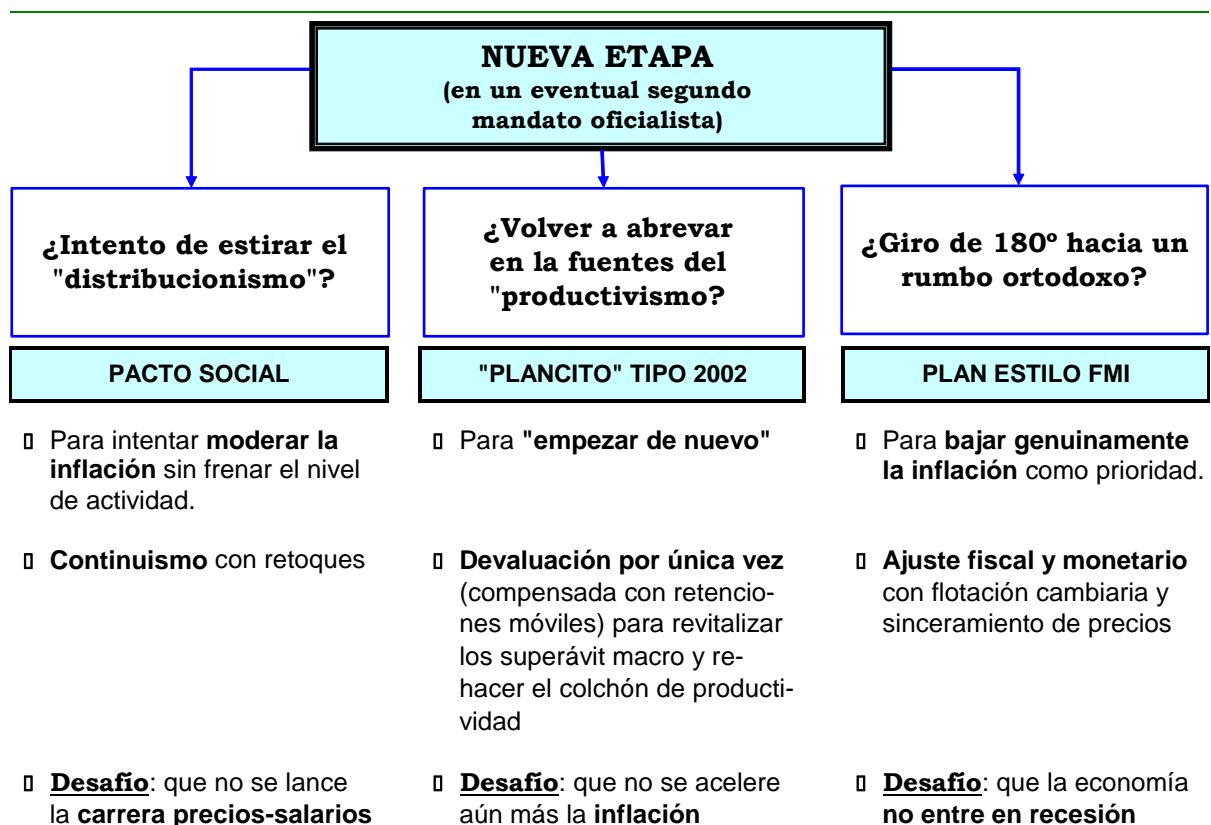 NUEVA ETAPA
(en un eventual segundo
mandato oficialista)
¿Intento de estirar el
"distribucionismo"?
PACTO SOCIAL
Para intentar moderar la
inflación sin frenar el nivel
de actividad.
Continuismo con retoques
Desafío: que no se lance
la carrera precios-salarios
¿Volver a abrevar
en la fuentes del
"productivismo?
"PLANCITO" TIPO 2002
Para "empezar de nuevo"
Devaluación por única vez
(compensada con retencio-
nes móviles) para revitalizar
los superávit macro y re-
hacer el colchón de producti-
vidad
Desafío: que no se acelere
aún más la inflación
¿Giro de 180º hacia un
rumbo ortodoxo?
PLAN ESTILO FMI
Para bajar genuinamente
la inflación como prioridad.
Ajuste fiscal y monetario
con flotación cambiaria y
sinceramiento de precios
Desafío: que la economía
no entre en recesión